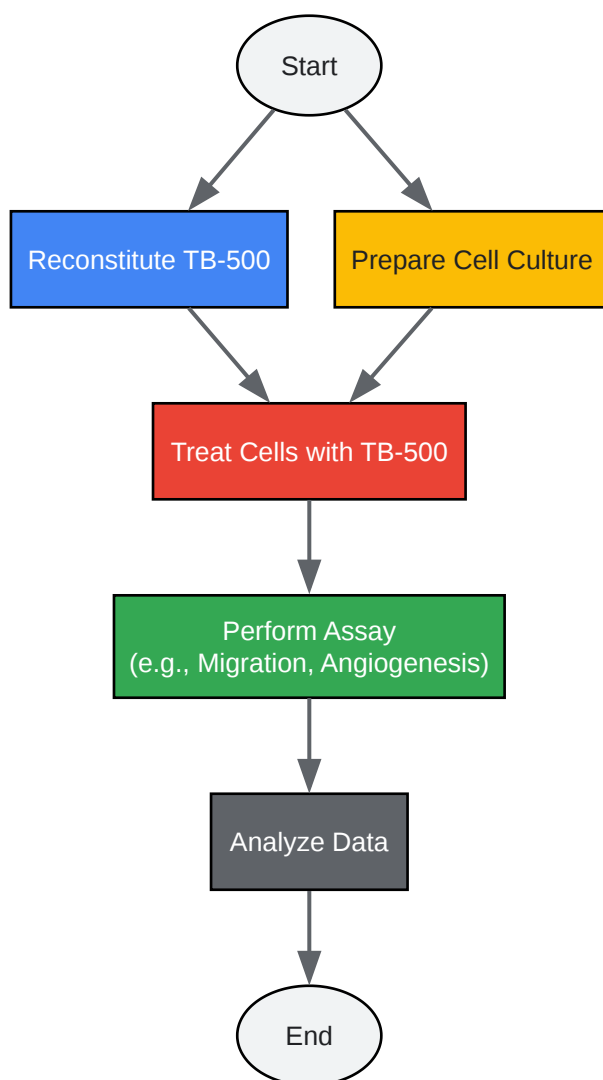 Start
Reconstitute TB-500
Prepare Cell Culture
Treat Cells with TB-500
Perform Assay
(e.g., Migration, Angiogenesis)
Analyze Data
End